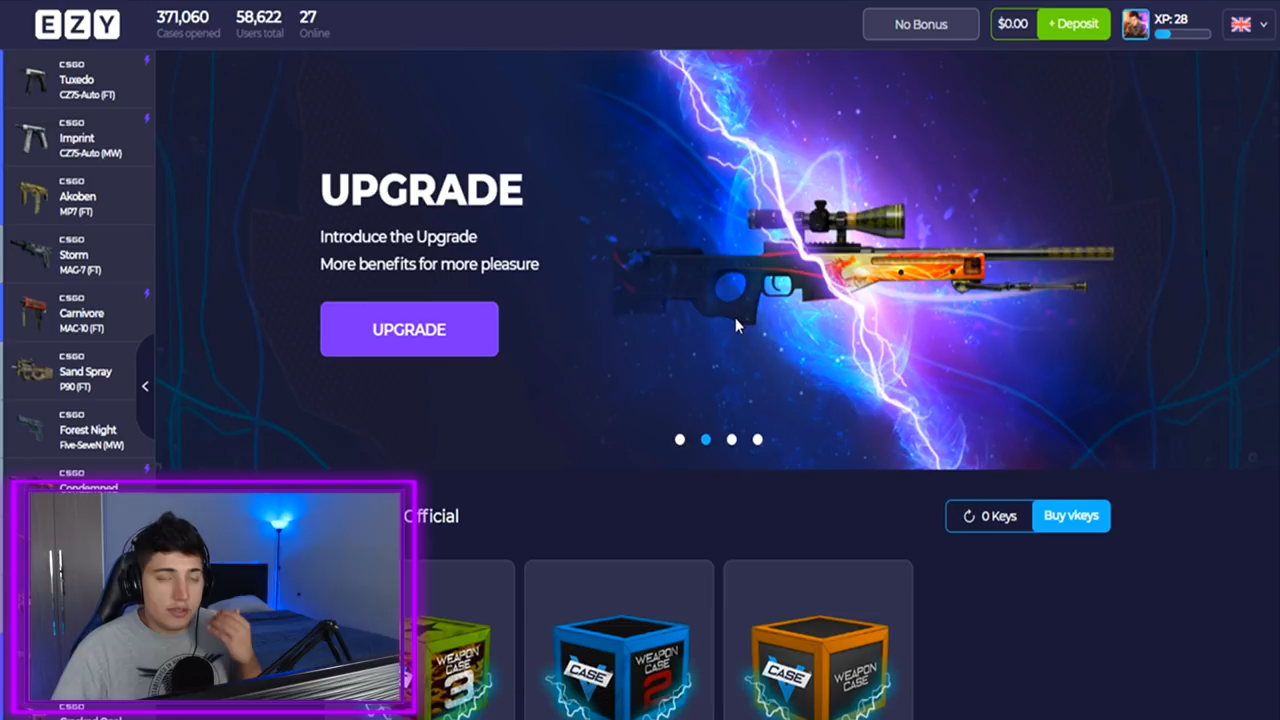 EZY
371,060
Cases opened
58,622
Users total
27
Online
No Bonus
$0.00
+ Deposit
XP: 28
CSGO
Tuxedo
CZ75-Auto (FT)
CSGO
Imprint
CZ75-Auto (MW)
CSGO
Akoben
MP7 (FT)
CSGO
Storm
MAG-7 (FT)
CSGO
Carnivore
MAC-10 (FT)
CSGO
Sand Spray
P90 (FT)
CSGO
Forest Night
Five-SeveN (MW)
CSGO
Condemned
UPGRADE
Introduce the Upgrade
More benefits for more pleasure
UPGRADE
Official
0 Keys
Buy vkeys
WEAPON
CASE
3
V
CASE
WEAPON
CASE
2
V
CASE
WEAPON
CASE